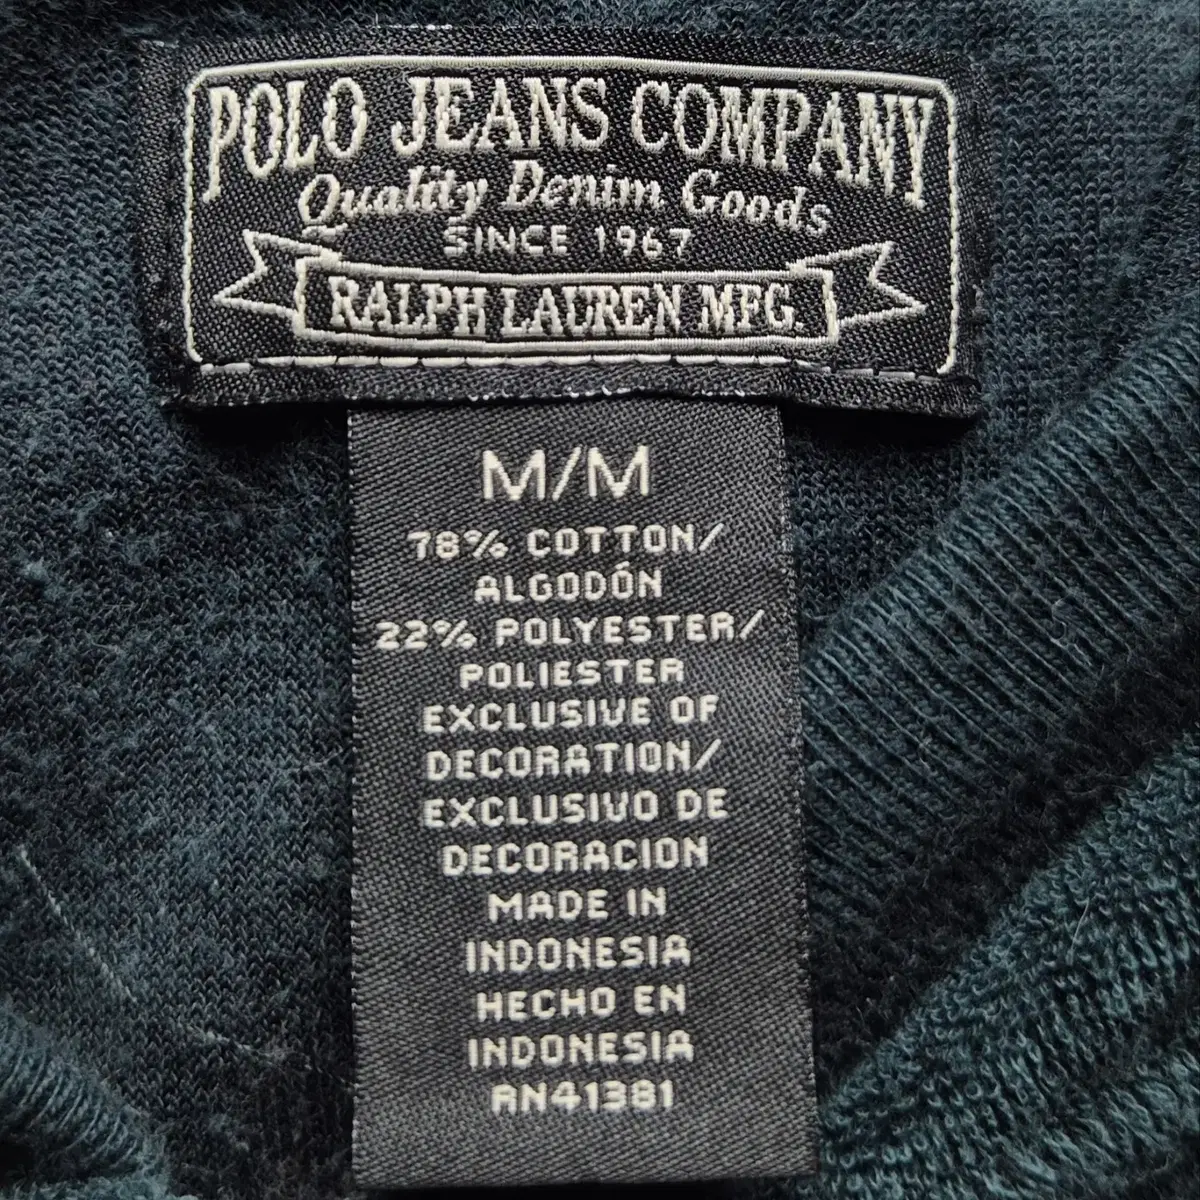 POLO JEANS COMPANY
Quality Denim Goods
SINCE 1967
RALPH LAUREN MFG.
M/M
78% COTTON/
ALGODÓN
22% POLYESTER/
POLIESTER
EXCLUSIVE OF
DECORATION/
EXCLUSIVO DE
DECORACION
MADE IN
INDONESIA
HECHO EN
INDONESIA
RN41381